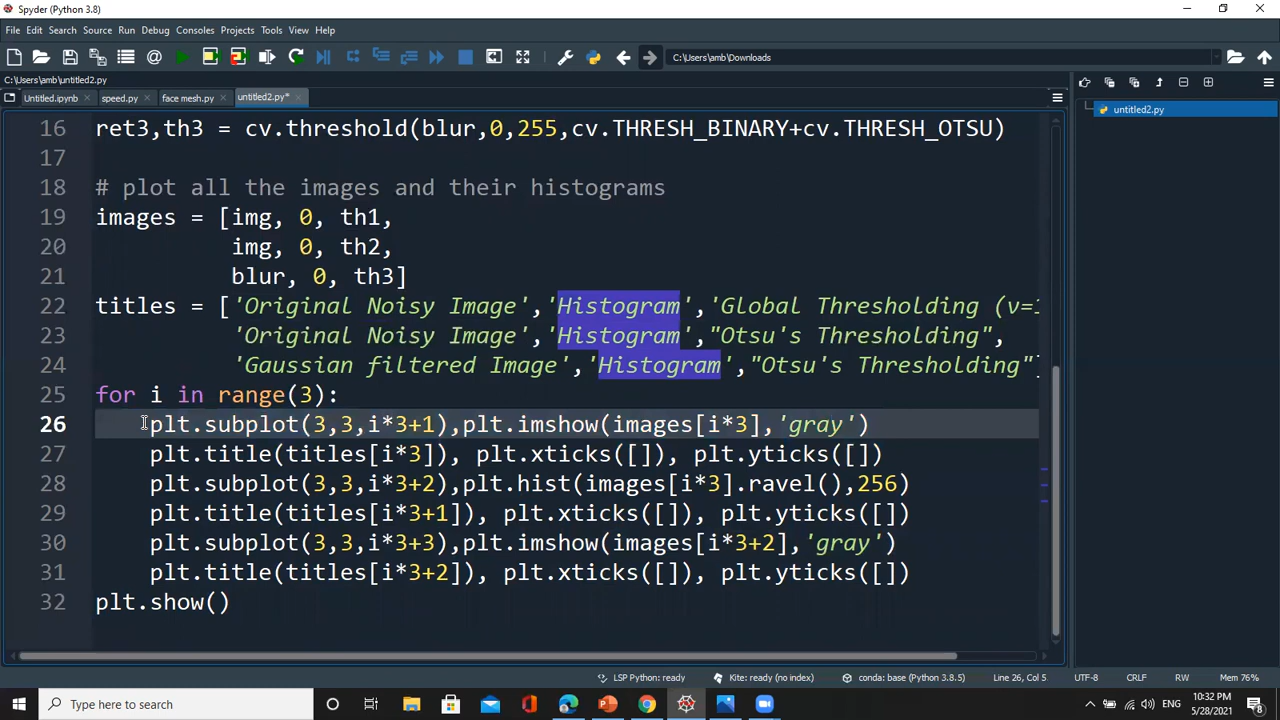 Spyder (Python 3.8)
File Edit Search Source Run Debug Consoles Projects Tools View Help
C:\Users\amb\Downloads
C:\Users\amb\untitled2.py
Untitled.ipynb speed.py face mesh.py untitled2.py*
untitled2.py
16 ret3,th3 = cv.threshold(blur,0,255,cv.THRESH_BINARY+cv.THRESH_OTSU)
17
18 # plot all the images and their histograms
19 images = [img, 0, th1,
20 img, 0, th2,
21 blur, 0, th3]
22 titles = ['Original Noisy Image','Histogram','Global Thresholding (v=1
23 'Original Noisy Image','Histogram',"Otsu's Thresholding",
24 'Gaussian filtered Image','Histogram',"Otsu's Thresholding"]
25 for i in range(3):
26 plt.subplot(3,3,i*3+1),plt.imshow(images[i*3],'gray')
27 plt.title(titles[i*3]), plt.xticks([]), plt.yticks([])
28 plt.subplot(3,3,i*3+2),plt.hist(images[i*3].ravel(),256)
29 plt.title(titles[i*3+1]), plt.xticks([]), plt.yticks([])
30 plt.subplot(3,3,i*3+3),plt.imshow(images[i*3+2],'gray')
31 plt.title(titles[i*3+2]), plt.xticks([]), plt.yticks([])
32 plt.show()
LSP Python: ready Kite: ready (no index) conda: base (Python 3.8.5) Line 26, Col 5 UTF-8 CRLF RW Mem 76%
Type here to search
ENG
10:32 PM
5/28/2021
8